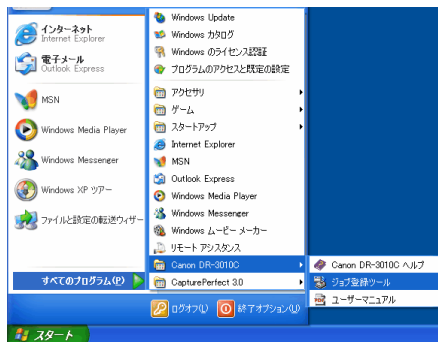 インターネット
Internet Explorer
電子メール
Outlook Express
MSN
Windows Media Player
Windows Messenger
Windows XP ツアー
ファイルと設定の転送ウィザー
すべてのプログラム(P)
Windows Update
Windows カタログ
Windows のライセンス認証
プログラムのアクセスと既定の設定
アクセサリ
ゲーム
スタートアップ
Internet Explorer
MSN
Outlook Express
Windows Media Player
Windows Messenger
Windows ムービー メーカー
リモート アシスタンス
Canon DR-3010C
CapturePerfect 3.0
Canon DR-3010C ヘルプ
ジョブ登録ツール
ユーザーマニュアル
ログオフ(L)
終了オプション(U)
スタート